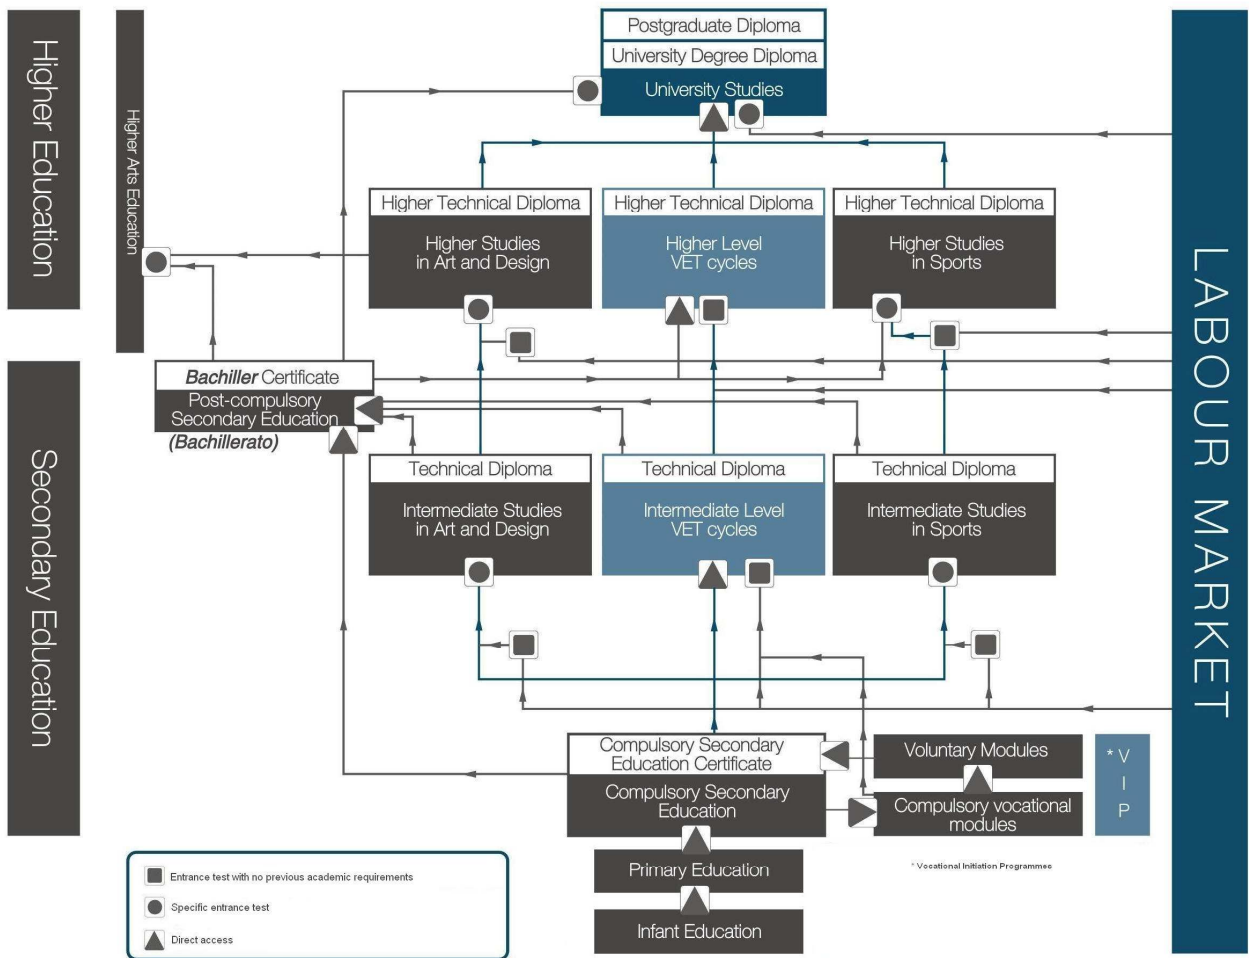 Higher Education
Higher Arts Education
Postgraduate Diploma
University Degree Diploma
University Studies
Higher Technical Diploma
Higher Studies
in Art and Design
Higher Technical Diploma
Higher Level
VET cycles
Higher Technical Diploma
Higher Studies
in Sports
LABOUR MARKET
Secondary Education
Bachiller Certificate
Post-compulsory
Secondary Education
(Bachillerato)
Technical Diploma
Intermediate Studies
in Art and Design
Technical Diploma
Intermediate Level
VET cycles
Technical Diploma
Intermediate Studies
in Sports
Compulsory Secondary
Education Certificate
Compulsory Secondary
Education
Voluntary Modules
Compulsory vocational
modules
* V
I
P
Primary Education
Infant Education
* Vocational Initiation Programmes
Entrance test with no previous academic requirements
Specific entrance test
Direct access